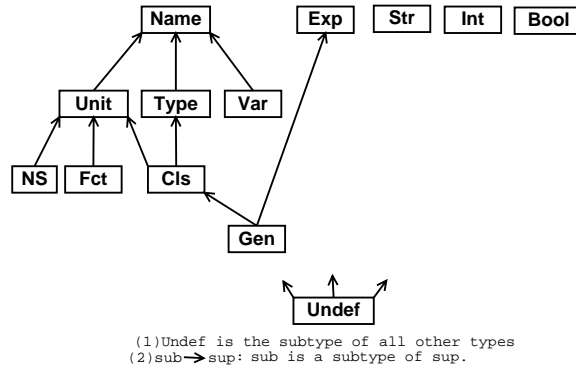 Name Exp Str Int Bool
Unit Type Var
NS Fct Cls
Gen
Undef
(1)Undef is the subtype of all other types
(2)sub sup: sub is a subtype of sup.